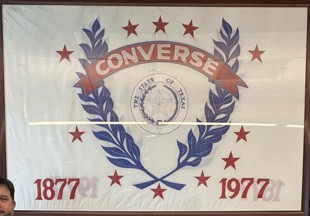 CONVERSE
THE STATE OF TEXAS
1877 1977